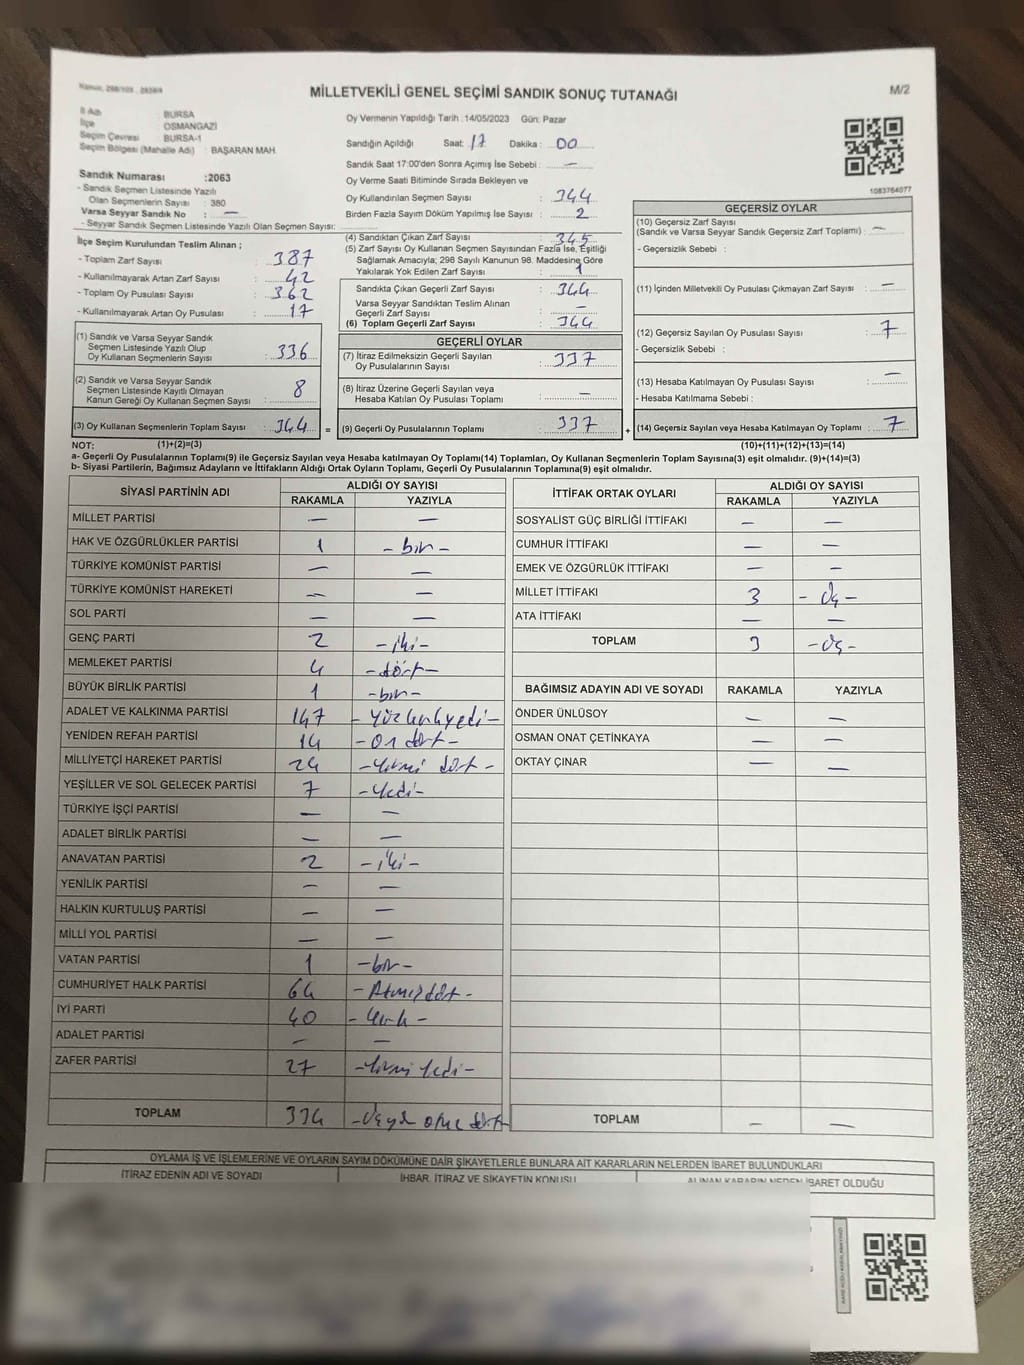 MİLLETVEKİLİ GENEL SEÇİMİ SANDIK SONUÇ TUTANAĞI
M/2
İl Adı : BURSA
İlçe : OSMANGAZİ
Seçim Çevresi : BURSA-1
Seçim Bölgesi (Mahalle Adı) : BAŞARAN MAH.
Oy Vermenin Yapıldığı Tarih :14/05/2023 Gün: Pazar
Sandığın Açıldığı Saat: 17 Dakika : 00
Sandık Saat 17:00'den Sonra Açımış İse Sebebi : —
Oy Verme Saati Bitiminde Sırada Bekleyen ve
Oy Kullandırılan Seçmen Sayısı : 344
Birden Fazla Sayım Döküm Yapılmış İse Sayısı : 2
1083764077
Sandık Numarası :2063
- Sandık Seçmen Listesinde Yazılı
Olan Seçmenlerin Sayısı : 380
Varsa Seyyar Sandık No : —
- Seyyar Sandık Seçmen Listesinde Yazılı Olan Seçmen Sayısı:
İlçe Seçim Kurulundan Teslim Alınan ;
- Toplam Zarf Sayısı : 387
- Kullanılmayarak Artan Zarf Sayısı : 42
- Toplam Oy Pusulası Sayısı : 362
- Kullanılmayarak Artan Oy Pusulası : 17
(1) Sandık ve Varsa Seyyar Sandık
Seçmen Listesinde Yazılı Olup
Oy Kullanan Seçmenlerin Sayısı : 336
(2) Sandık ve Varsa Seyyar Sandık
Seçmen Listesinde Kayıtlı Olmayan
Kanun Gereği Oy Kullanan Seçmen Sayısı : 8
(3) Oy Kullanan Seçmenlerin Toplam Sayısı : 344 =
(4) Sandıktan Çıkan Zarf Sayısı : 345
(5) Zarf Sayısı Oy Kullanan Seçmen Sayısından Fazla İse, Eşitliği
Sağlamak Amacıyla; 298 Sayılı Kanunun 98. Maddesine Göre
Yakılarak Yok Edilen Zarf Sayısı : 1
Sandıkta Çıkan Geçerli Zarf Sayısı : 344
Varsa Seyyar Sandıktan Teslim Alınan
Geçerli Zarf Sayısı : —
(6) Toplam Geçerli Zarf Sayısı : 344
GEÇERLİ OYLAR
(7) İtiraz Edilmeksizin Geçerli Sayılan
Oy Pusulalarının Sayısı : 337
(8) İtiraz Üzerine Geçerli Sayılan veya
Hesaba Katılan Oy Pusulası Toplamı : —
(9) Geçerli Oy Pusulalarının Toplamı : 337 +
GEÇERSİZ OYLAR
(10) Geçersiz Zarf Sayısı
(Sandık ve Varsa Seyyar Sandık Geçersiz Zarf Toplamı) : —
- Geçersizlik Sebebi :
(11) İçinden Milletvekili Oy Pusulası Çıkmayan Zarf Sayısı : —
(12) Geçersiz Sayılan Oy Pusulası Sayısı : 7
- Geçersizlik Sebebi :
(13) Hesaba Katılmayan Oy Pusulası Sayısı : —
- Hesaba Katılmama Sebebi :
(14) Geçersiz Sayılan veya Hesaba Katılmayan Oy Toplamı : 7
NOT: (1)+(2)=(3) (10)+(11)+(12)+(13)=(14)
a- Geçerli Oy Pusulalarının Toplamı(9) ile Geçersiz Sayılan veya Hesaba katılmayan Oy Toplamı(14) Toplamları, Oy Kullanan Seçmenlerin Toplam Sayısına(3) eşit olmalıdır. (9)+(14)=(3)
b- Siyasi Partilerin, Bağımsız Adayların ve İttifakların Aldığı Ortak Oyların Toplamı, Geçerli Oy Pusulalarının Toplamına(9) eşit olmalıdır.
SİYASİ PARTİNİN ADI ALDIĞI OY SAYISI
RAKAMLA YAZIYLA
MİLLET PARTİSİ — —
HAK VE ÖZGÜRLÜKLER PARTİSİ 1 - bir -
TÜRKİYE KOMÜNİST PARTİSİ — —
TÜRKİYE KOMÜNİST HAREKETİ — —
SOL PARTİ — —
GENÇ PARTİ 2 - iki -
MEMLEKET PARTİSİ 4 - dört -
BÜYÜK BİRLİK PARTİSİ 1 - bir -
ADALET VE KALKINMA PARTİSİ 147 - yüzkırkyedi -
YENİDEN REFAH PARTİSİ 14 - On dört -
MİLLİYETÇİ HAREKET PARTİSİ 24 - Yirmi dört -
YEŞİLLER VE SOL GELECEK PARTİSİ 7 - Yedi -
TÜRKİYE İŞÇİ PARTİSİ — —
ADALET BİRLİK PARTİSİ — —
ANAVATAN PARTİSİ 2 - iki -
YENİLİK PARTİSİ — —
HALKIN KURTULUŞ PARTİSİ — —
MİLLİ YOL PARTİSİ — —
VATAN PARTİSİ 1 - bir -
CUMHURİYET HALK PARTİSİ 64 - Atmışdört -
İYİ PARTİ 40 - Kırk -
ADALET PARTİSİ — —
ZAFER PARTİSİ 27 - Yirmi Yedi -
TOPLAM 334 - Üçyüz otuz dört
İTTİFAK ORTAK OYLARI ALDIĞI OY SAYISI
RAKAMLA YAZIYLA
SOSYALİST GÜÇ BİRLİĞİ İTTİFAKI — —
CUMHUR İTTİFAKI — —
EMEK VE ÖZGÜRLÜK İTTİFAKI — —
MİLLET İTTİFAKI 3 - Üç -
ATA İTTİFAKI — —
TOPLAM 3 - Üç -
BAĞIMSIZ ADAYIN ADI VE SOYADI RAKAMLA YAZIYLA
ÖNDER ÜNLÜSOY — —
OSMAN ONAT ÇETİNKAYA — —
OKTAY ÇINAR — —
TOPLAM — —
OYLAMA İŞ VE İŞLEMLERİNE VE OYLARIN SAYIM DÖKÜMÜNE DAİR ŞİKAYETLERLE BUNLARA AİT KARARLARIN NELERDEN İBARET BULUNDUKLARI
İTİRAZ EDENİN ADI VE SOYADI İHBAR, İTİRAZ VE ŞİKAYETİN KONUSU ALINAN KARARIN NEDEN İBARET OLDUĞU